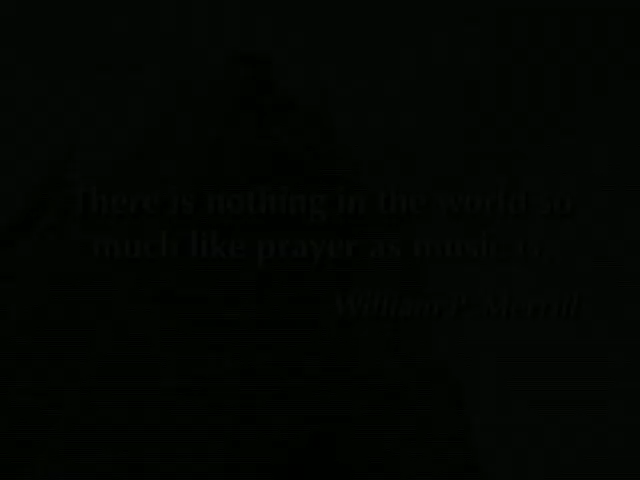 There is nothing in the world so
much like prayer as music is.
William P. Merrill